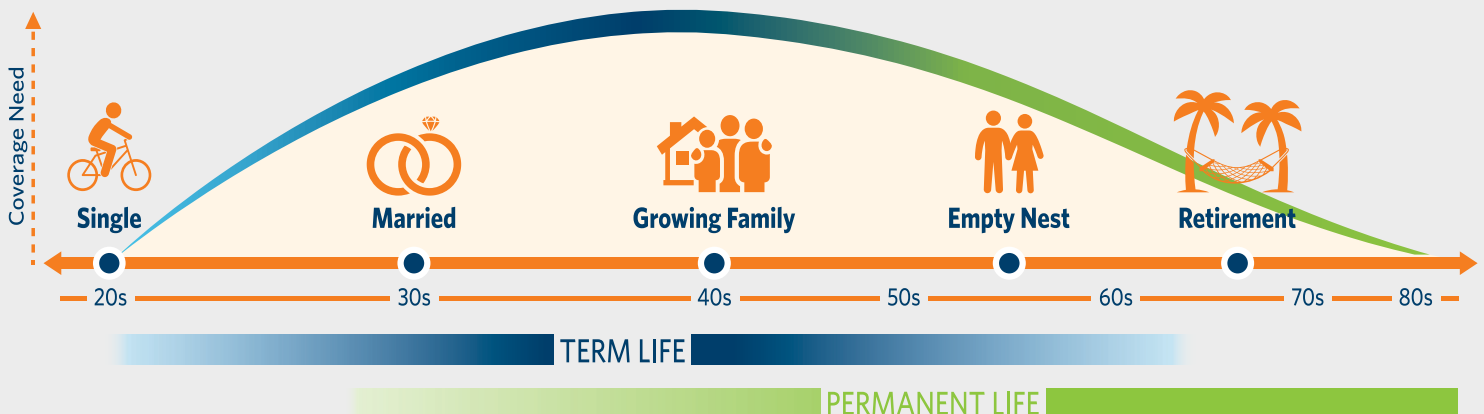 Coverage Need
Single
Married
Growing Family
Empty Nest
Retirement
20s
30s
40s
50s
60s
70s
80s
TERM LIFE
PERMANENT LIFE